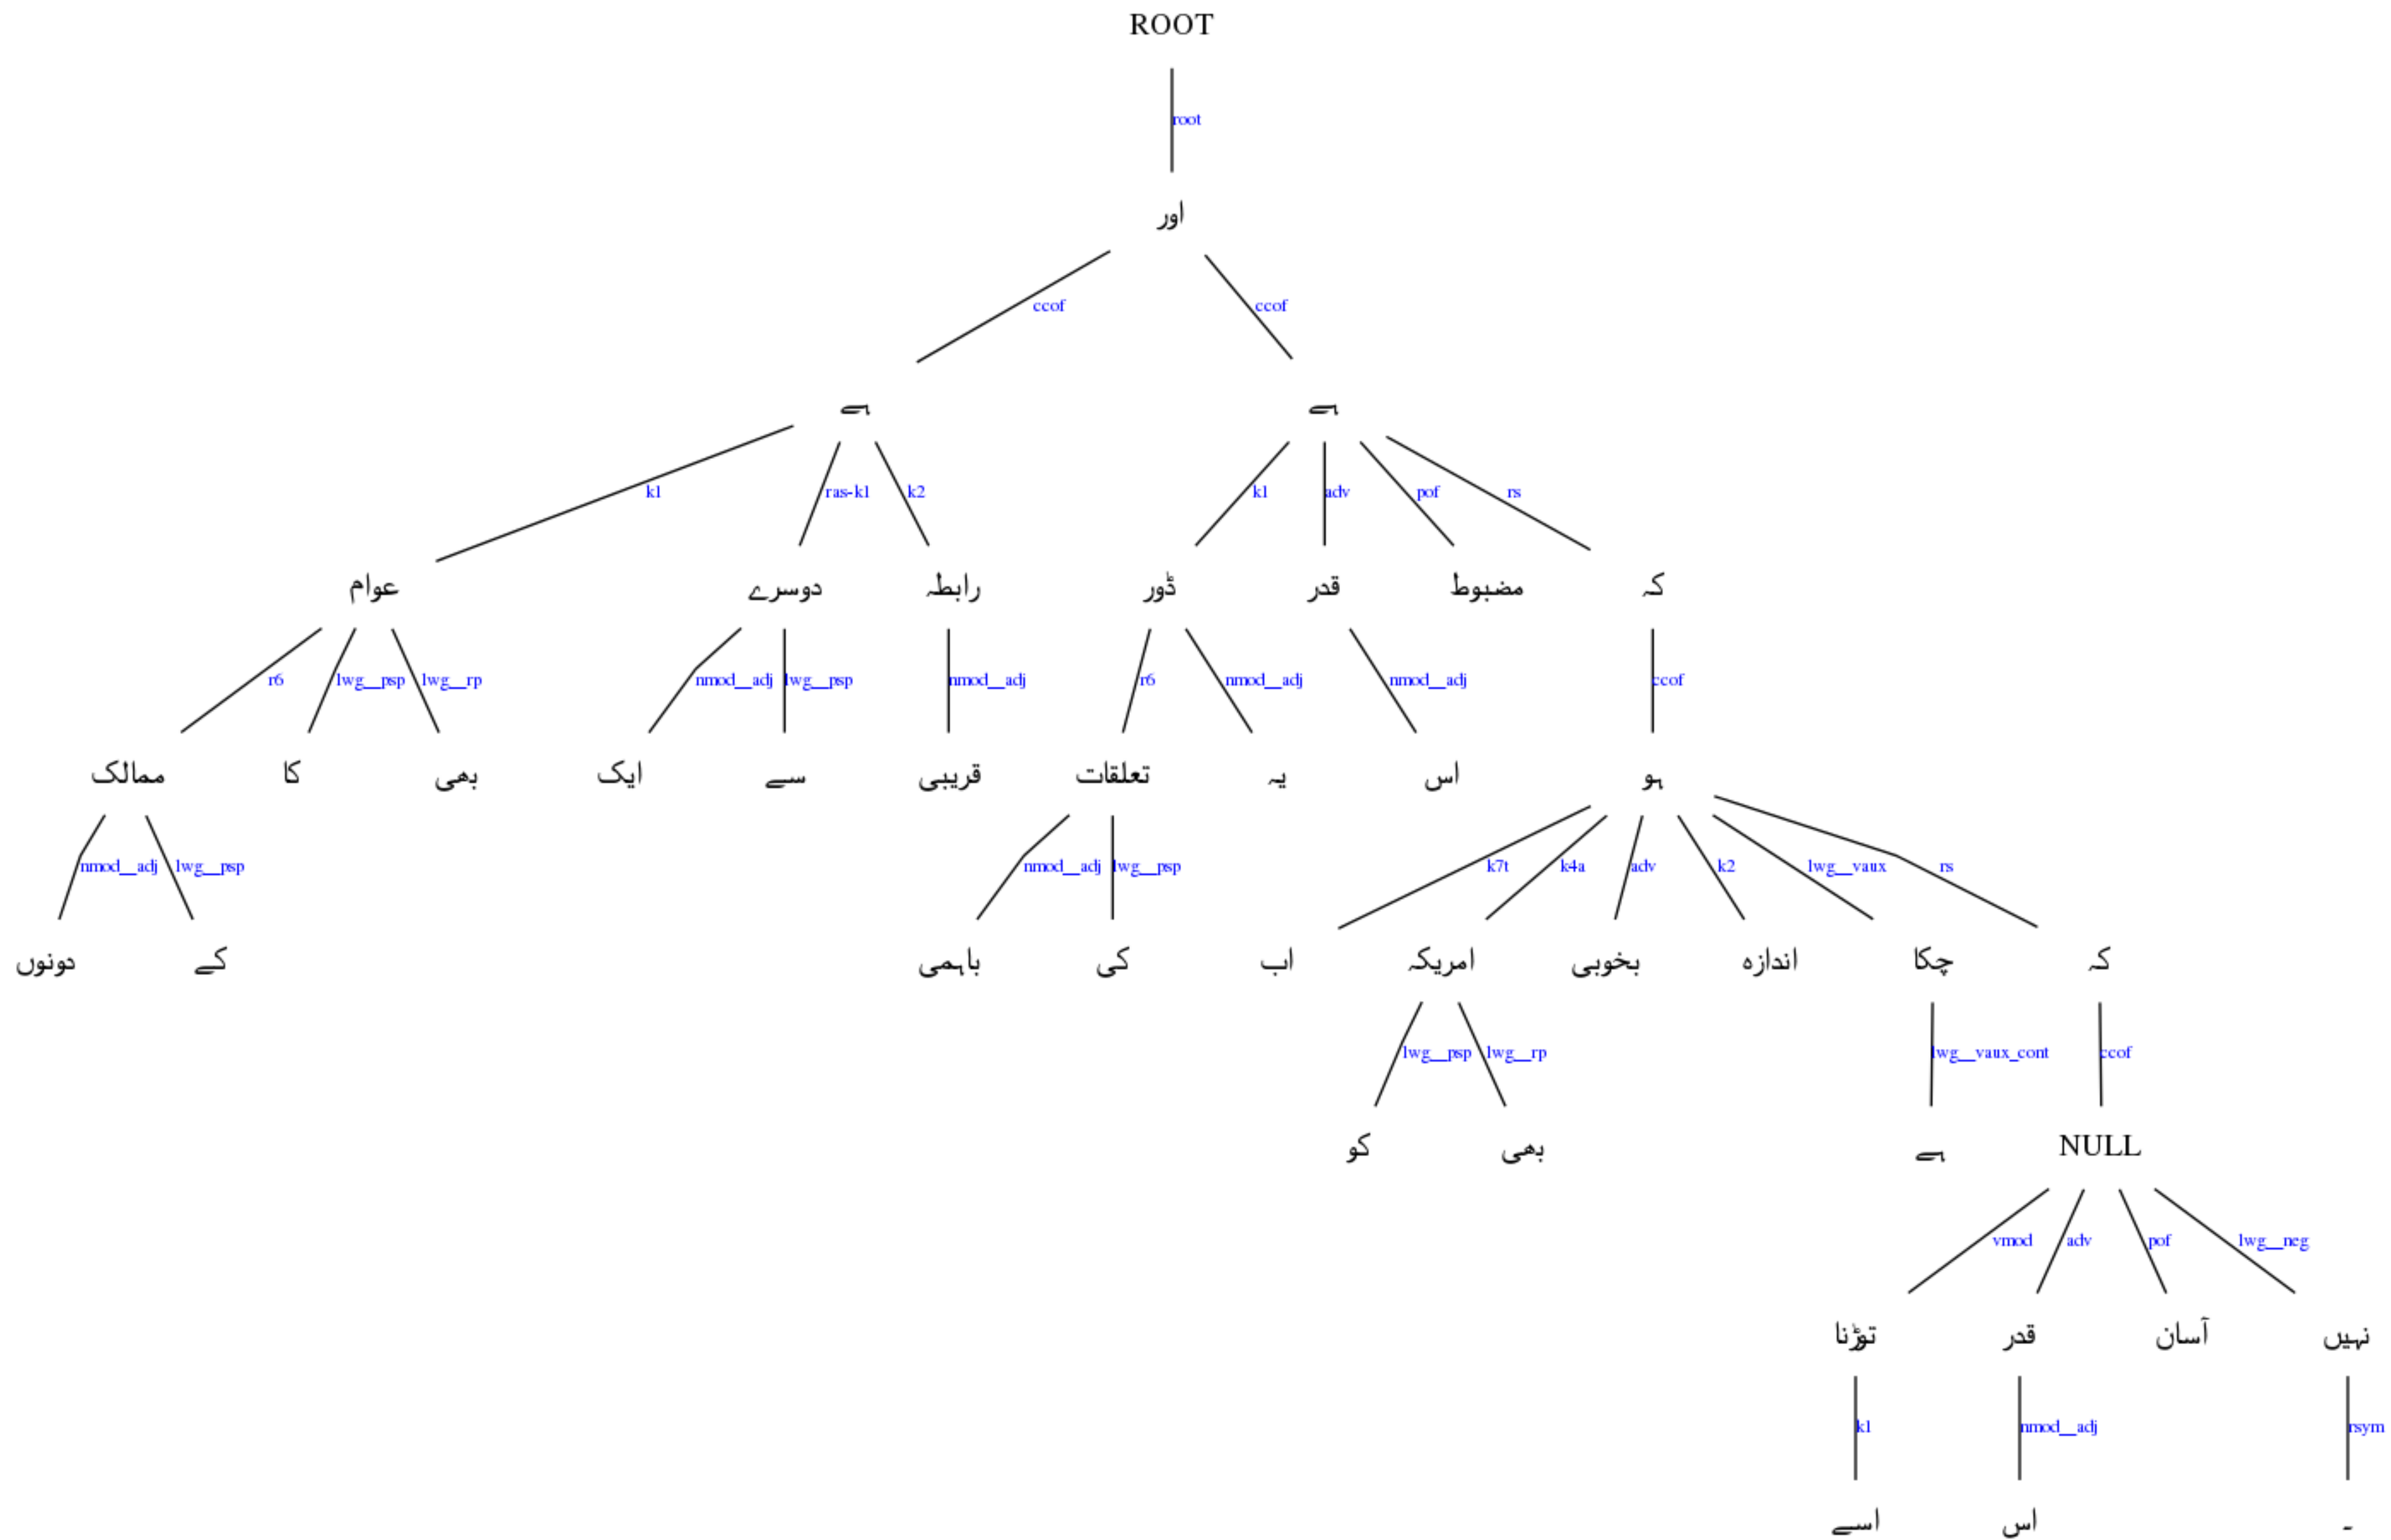 ROOT
root
اور
ccof ccof
ہے ہے
k1 ras-k1 k2 k1 adv pof rs
عوام دوسرے رابطہ ڈور قدر مضبوط کہ
r6 lwg__psp lwg__rp nmod__adj lwg__psp nmod__adj r6 nmod__adj nmod__adj ccof
ممالک کا بھی ایک سے قریبی تعلقات یہ اس ہو
nmod__adj lwg__psp nmod__adj lwg__psp k7t k4a adv k2 lwg__vaux rs
دونوں کے باہمی کی اب امریکہ بخوبی اندازہ چکا کہ
lwg__psp lwg__rp lwg__vaux_cont ccof
کو بھی ہے NULL
vmod adv pof lwg__neg
توڑنا قدر آسان نہیں
k1 nmod__adj rsym
اسے اس ۔